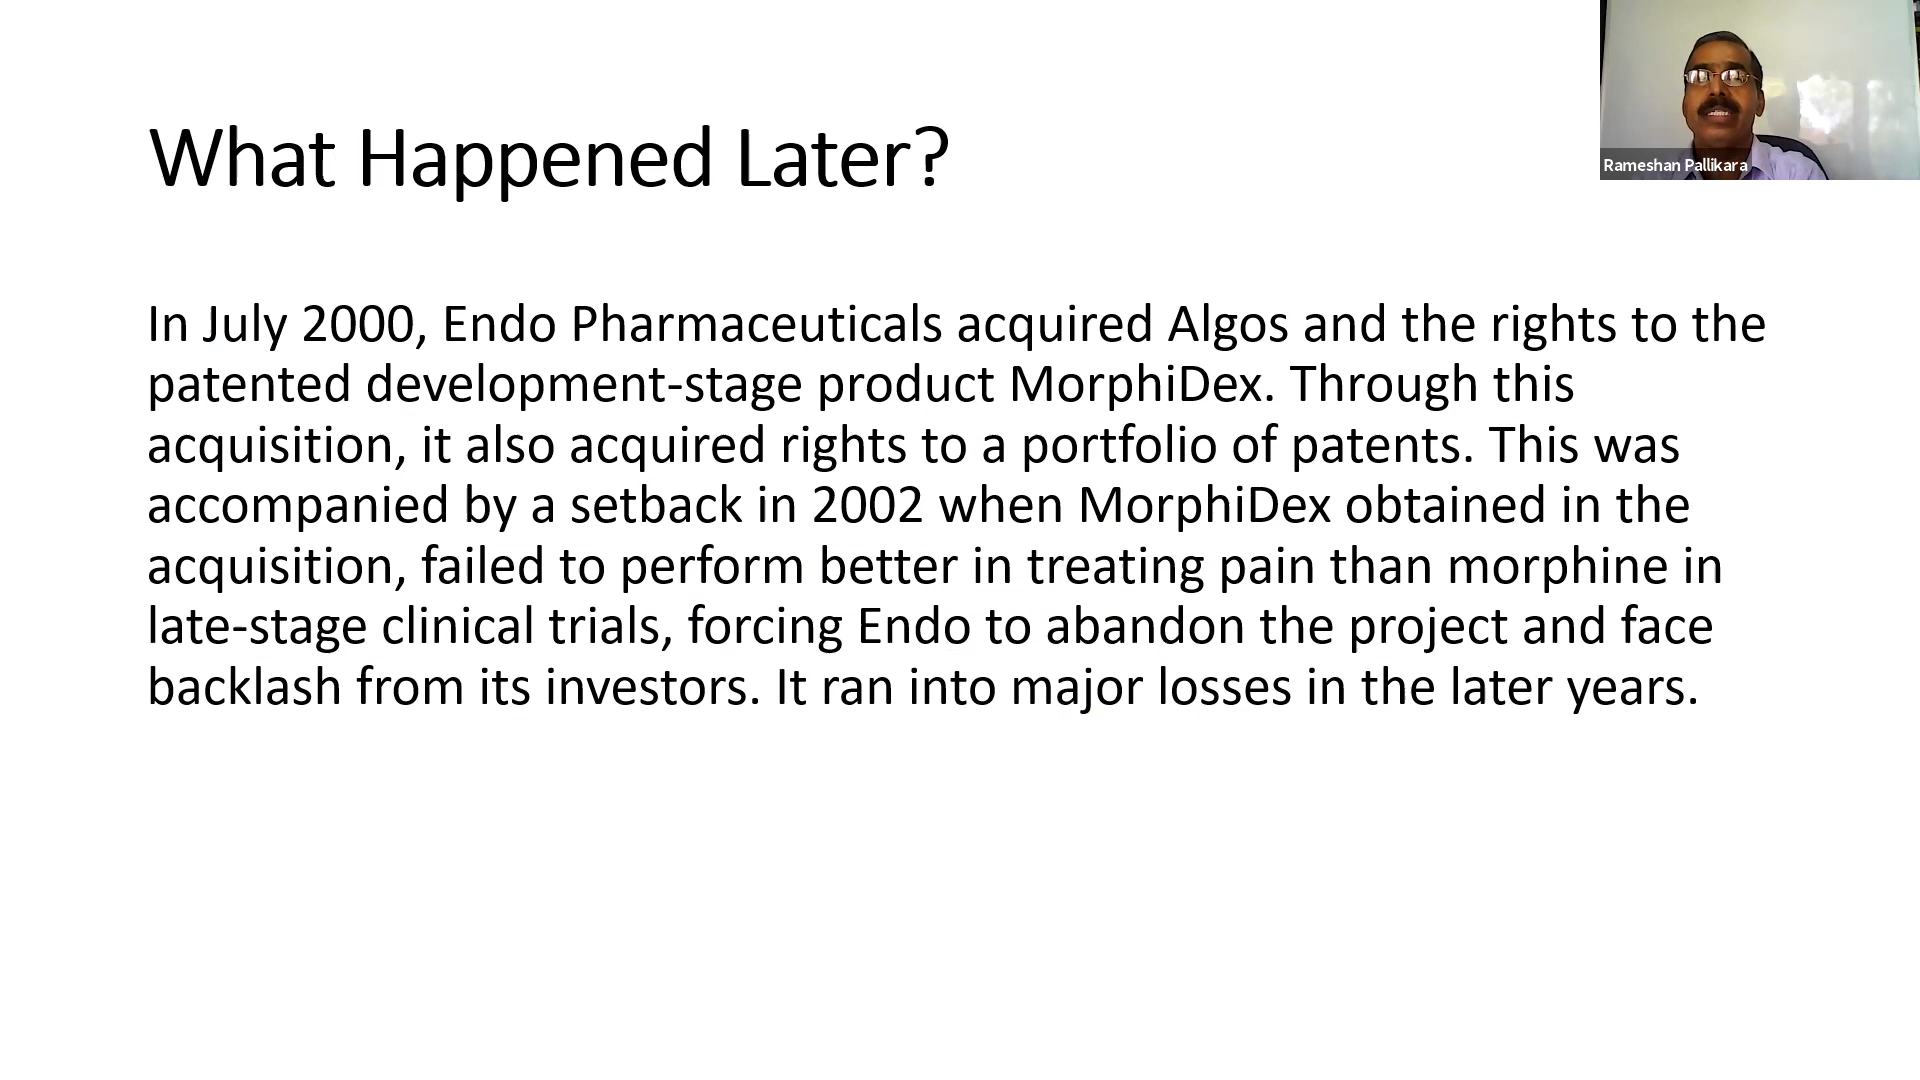 What Happened Later?
Rameshan Pallikara
In July 2000, Endo Pharmaceuticals acquired Algos and the rights to the
patented development-stage product MorphiDex. Through this
acquisition, it also acquired rights to a portfolio of patents. This was
accompanied by a setback in 2002 when MorphiDex obtained in the
acquisition, failed to perform better in treating pain than morphine in
late-stage clinical trials, forcing Endo to abandon the project and face
backlash from its investors. It ran into major losses in the later years.